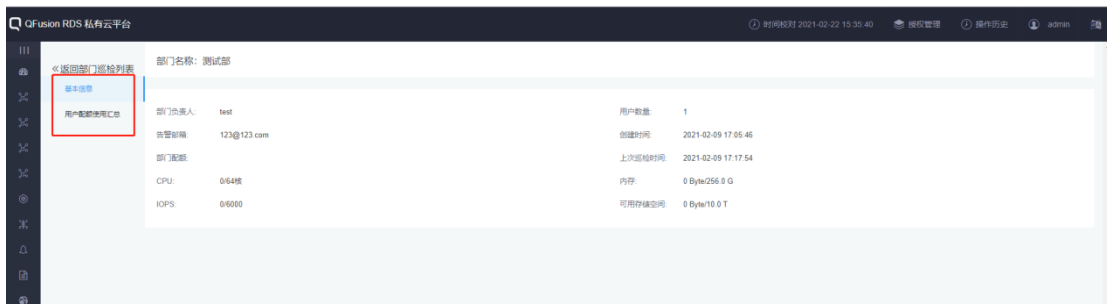 QFusion RDS 私有云平台
时间校对 2021-02-22 15:35:40 授权管理 操作历史 admin
«返回部门巡检列表
基本信息
用户配额使用汇总
部门名称：测试部
部门负责人: test
用户数量: 1
告警邮箱: 123@123.com
创建时间: 2021-02-09 17:05:46
部门配额:
上次巡检时间: 2021-02-09 17:17:54
CPU: 0/64核
内存: 0 Byte/256.0 G
IOPS: 0/6000
可用存储空间: 0 Byte/10.0 T